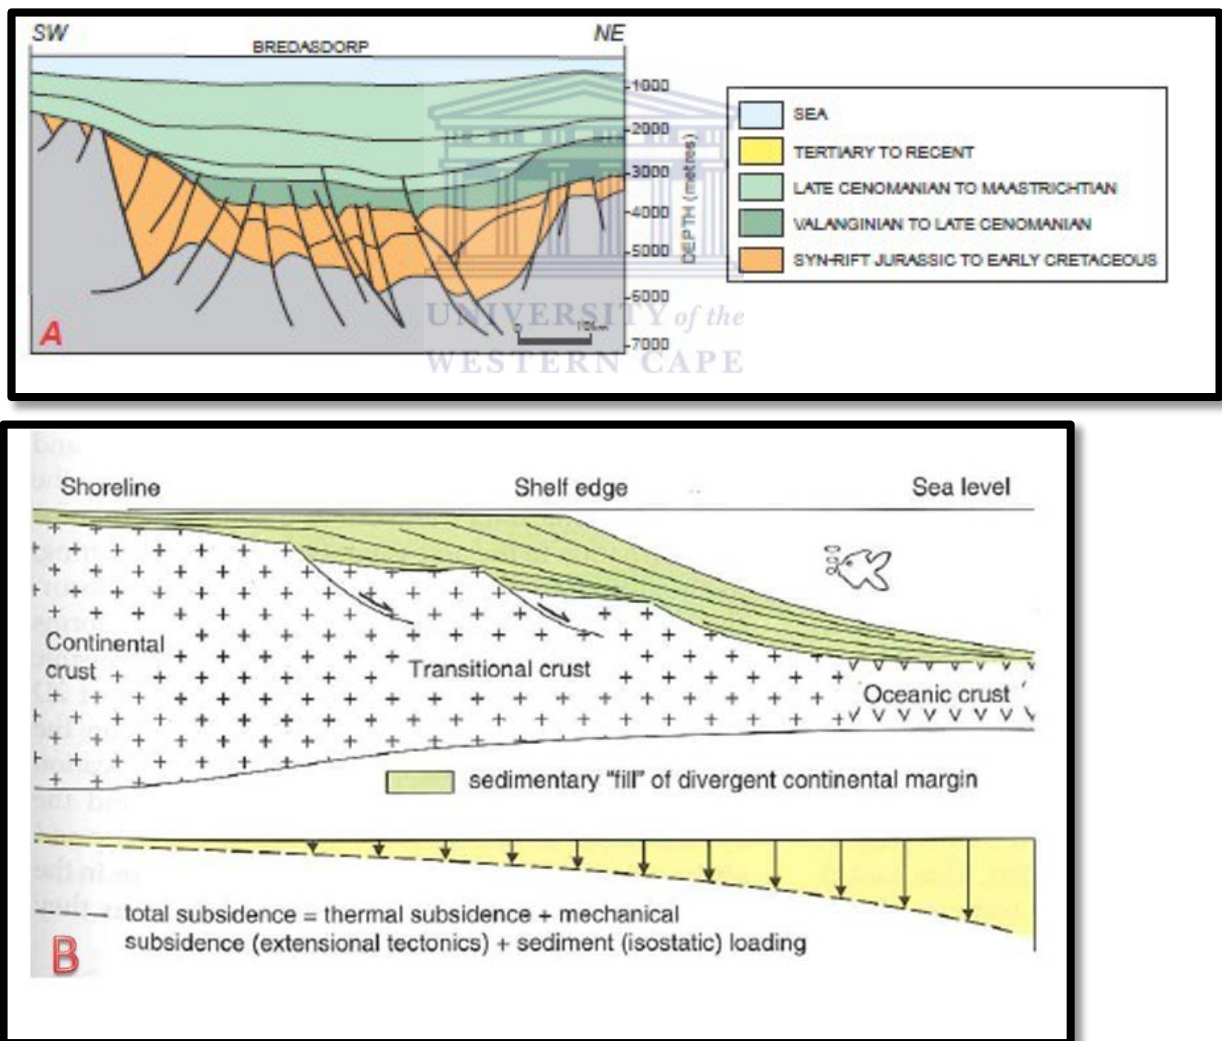 SW
BREDASDORP
NE
1000
2000
3000
4000
5000
6000
7000
DEPTH (metres)
0
A
SEA
TERTIARY TO RECENT
LATE CENOMANIAN TO MAASTRICHTIAN
VALANGINIAN TO LATE CENOMANIAN
SYN-RIFT JURASSIC TO EARLY CRETACEOUS
UNIVERSITY of the
WESTERN CAPE
Shoreline
Shelf edge
Sea level
Continental
crust
Transitional crust
Oceanic crust
sedimentary "fill" of divergent continental margin
total subsidence = thermal subsidence + mechanical
subsidence (extensional tectonics) + sediment (isostatic) loading
B